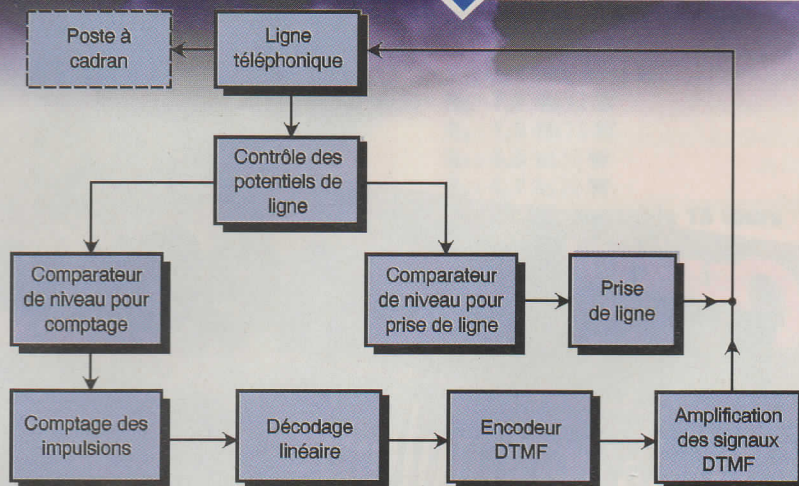 Poste à
cadran
Ligne
téléphonique
Contrôle des
potentiels de
ligne
Comparateur
de niveau pour
comptage
Comparateur
de niveau pour
prise de ligne
Prise
de ligne
Comptage des
impulsions
Décodage
linéaire
Encodeur
DTMF
Amplification
des signaux
DTMF